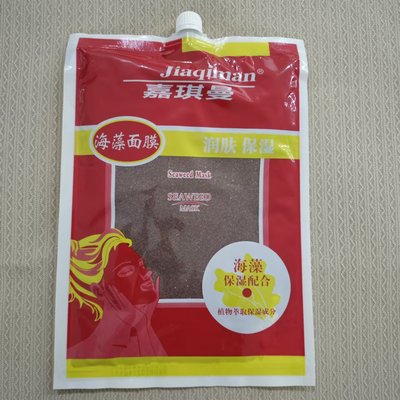 Jiaqiman®
嘉琪曼
海藻面膜
润肤 保湿
Seaweed Mask
SEAWEED
MASK
海藻
保湿配合
植物萃取保湿成分